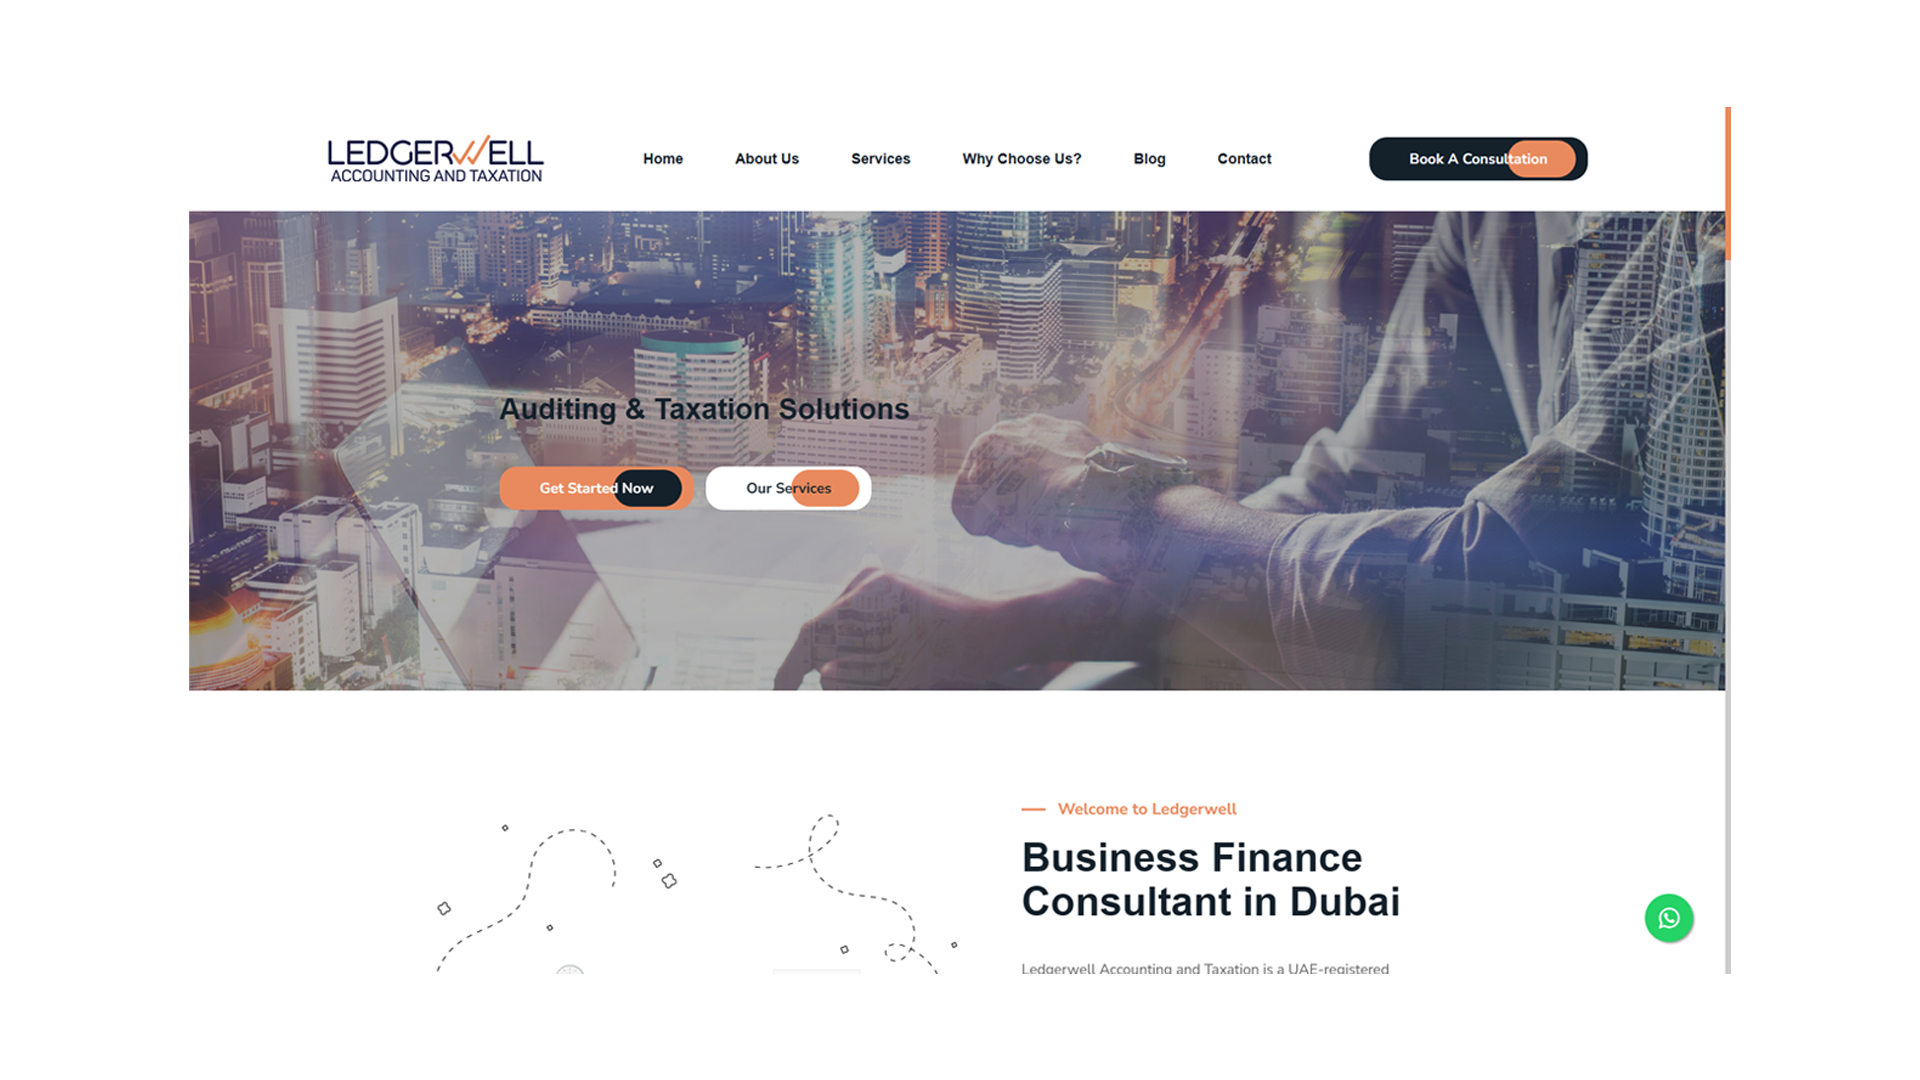 LEDGERWELL
ACCOUNTING AND TAXATION
Home
About Us
Services
Why Choose Us?
Blog
Contact
Book A Consultation
Auditing & Taxation Solutions
Get Started Now
Our Services
Welcome to Ledgerwell
Business Finance
Consultant in Dubai
Ledgerwell Accounting and Taxation is a UAE-registered